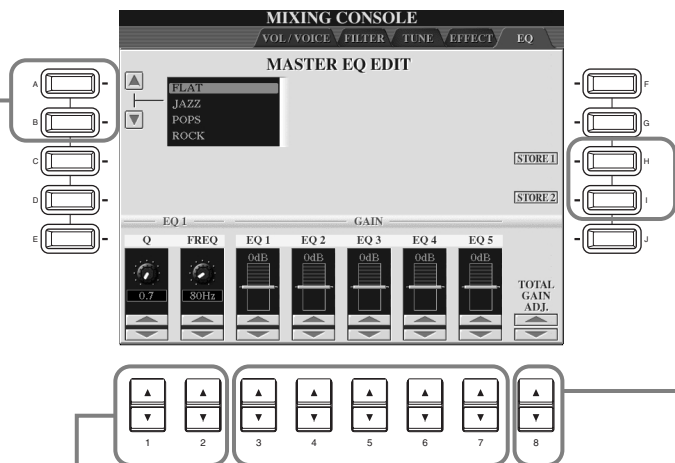 MIXING CONSOLE
VOL / VOICE FILTER TUNE EFFECT EQ
MASTER EQ EDIT
FLAT
JAZZ
POPS
ROCK
A
B
C
D
E
F
G
H
I
J
STORE 1
STORE 2
EQ 1 GAIN
Q FREQ EQ 1 EQ 2 EQ 3 EQ 4 EQ 5
0dB 0dB 0dB 0dB 0dB
0.7 80Hz
TOTAL
GAIN
ADJ.
1 2 3 4 5 6 7 8